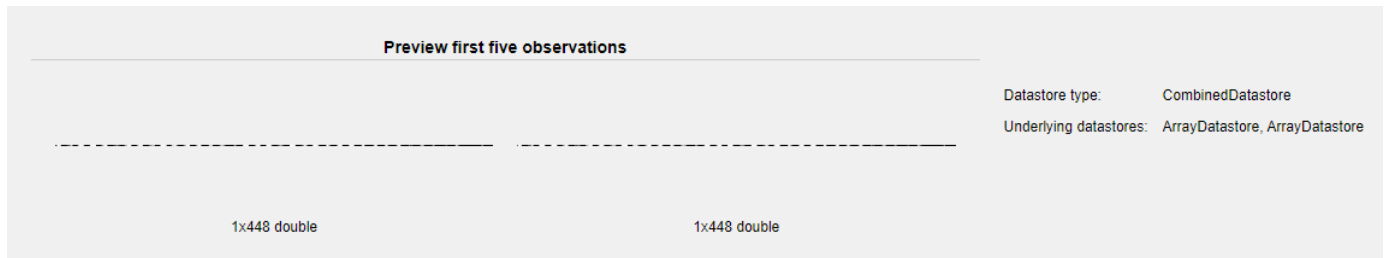 Preview first five observations
Datastore type: CombinedDatastore
Underlying datastores: ArrayDatastore, ArrayDatastore
1x448 double 1x448 double